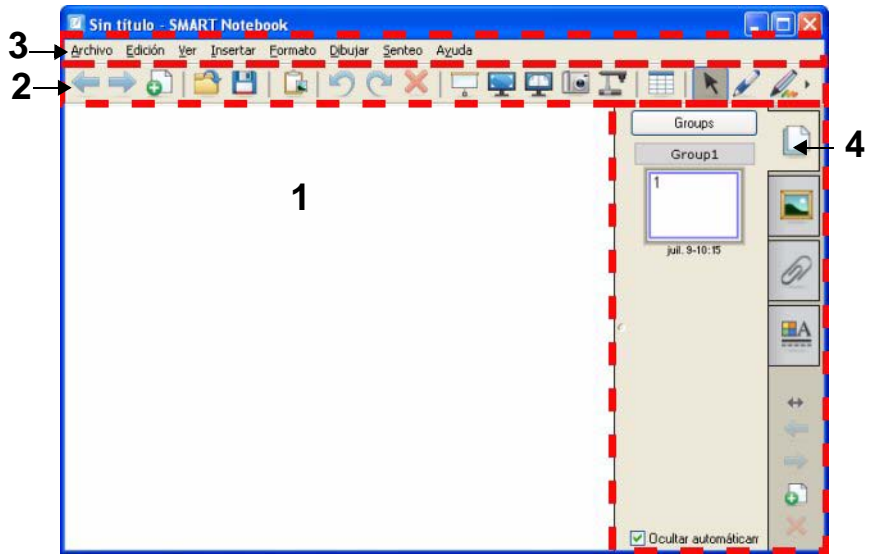 Sin título - SMART Notebook
3
Archivo Edición Ver Insertar Formato Dibujar Senteo Ayuda
2
Groups
4
Group1
1
1
juil. 9-10:15
A
Ocultar automáticam